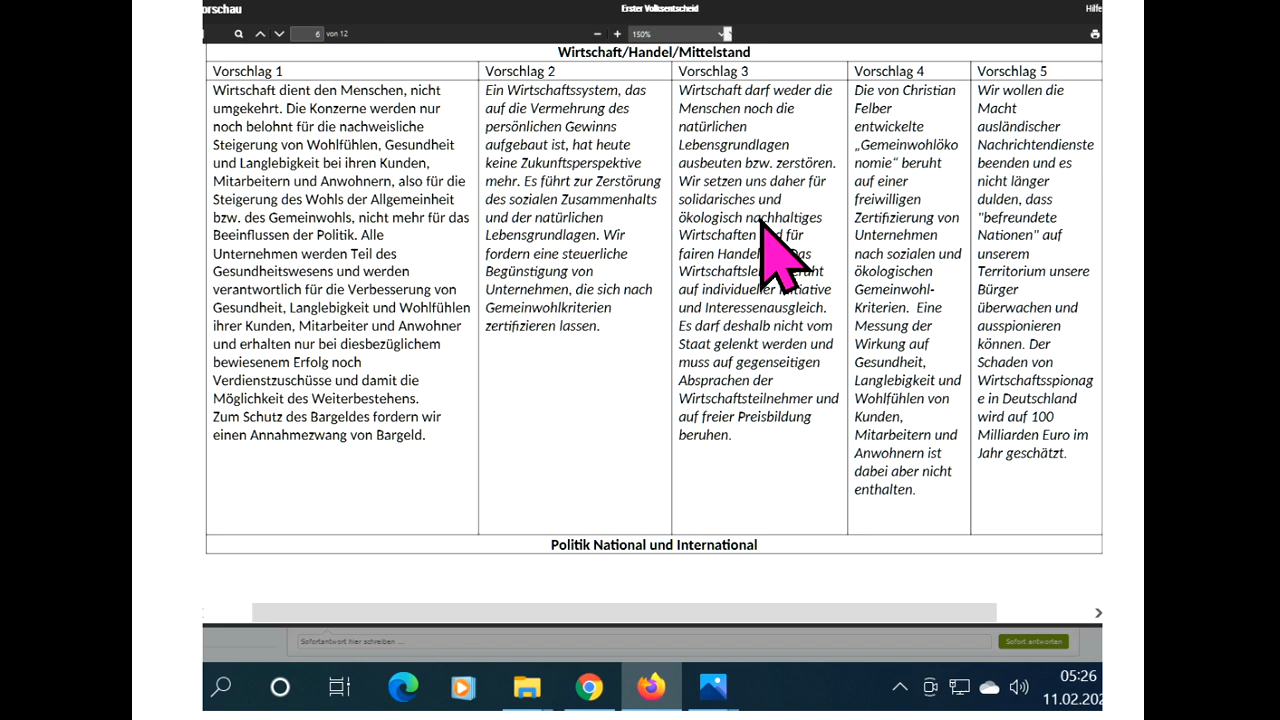 orschau
Erster Volksentscheid
Hilfe
6 von 12
150%
Wirtschaft/Handel/Mittelstand
Vorschlag 1
Wirtschaft dient den Menschen, nicht
umgekehrt. Die Konzerne werden nur
noch belohnt für die nachweisliche
Steigerung von Wohlfühlen, Gesundheit
und Langlebigkeit bei ihren Kunden,
Mitarbeitern und Anwohnern, also für die
Steigerung des Wohls der Allgemeinheit
bzw. des Gemeinwohls, nicht mehr für das
Beeinflussen der Politik. Alle
Unternehmen werden Teil des
Gesundheitswesens und werden
verantwortlich für die Verbesserung von
Gesundheit, Langlebigkeit und Wohlfühlen
ihrer Kunden, Mitarbeiter und Anwohner
und erhalten nur bei diesbezüglichem
bewiesenem Erfolg noch
Verdienstzuschüsse und damit die
Möglichkeit des Weiterbestehens.
Zum Schutz des Bargeldes fordern wir
einen Annahmezwang von Bargeld.
Vorschlag 2
Ein Wirtschaftssystem, das
auf die Vermehrung des
persönlichen Gewinns
aufgebaut ist, hat heute
keine Zukunftsperspektive
mehr. Es führt zur Zerstörung
des sozialen Zusammenhalts
und der natürlichen
Lebensgrundlagen. Wir
fordern eine steuerliche
Begünstigung von
Unternehmen, die sich nach
Gemeinwohlkriterien
zertifizieren lassen.
Vorschlag 3
Wirtschaft darf weder die
Menschen noch die
natürlichen
Lebensgrundlagen
ausbeuten bzw. zerstören.
Wir setzen uns daher für
solidarisches und
ökologisch nachhaltiges
Wirtschaften für
fairen Handel
auf individueller Initiative
und Interessenausgleich.
Es darf deshalb nicht vom
Staat gelenkt werden und
muss auf gegenseitigen
Absprachen der
Wirtschaftsteilnehmer und
auf freier Preisbildung
beruhen.
Vorschlag 4
Die von Christian
Felber
entwickelte
„Gemeinwohlöko
nomie“ beruht
auf einer
freiwilligen
Zertifizierung von
Unternehmen
nach sozialen und
ökologischen
Gemeinwohl-
Kriterien. Eine
Messung der
Wirkung auf
Gesundheit,
Langlebigkeit und
Wohlfühlen von
Kunden,
Mitarbeitern und
Anwohnern ist
dabei aber nicht
enthalten.
Vorschlag 5
Wir wollen die
Macht
ausländischer
Nachrichtendienste
beenden und es
nicht länger
dulden, dass
"befreundete
Nationen" auf
unserem
Territorium unsere
Bürger
überwachen und
ausspionieren
können. Der
Schaden von
Wirtschaftsspionag
e in Deutschland
wird auf 100
Milliarden Euro im
Jahr geschätzt.
Politik National und International
Sofortantwort hier schreiben ...
Sofort antworten
05:26
11.02.202